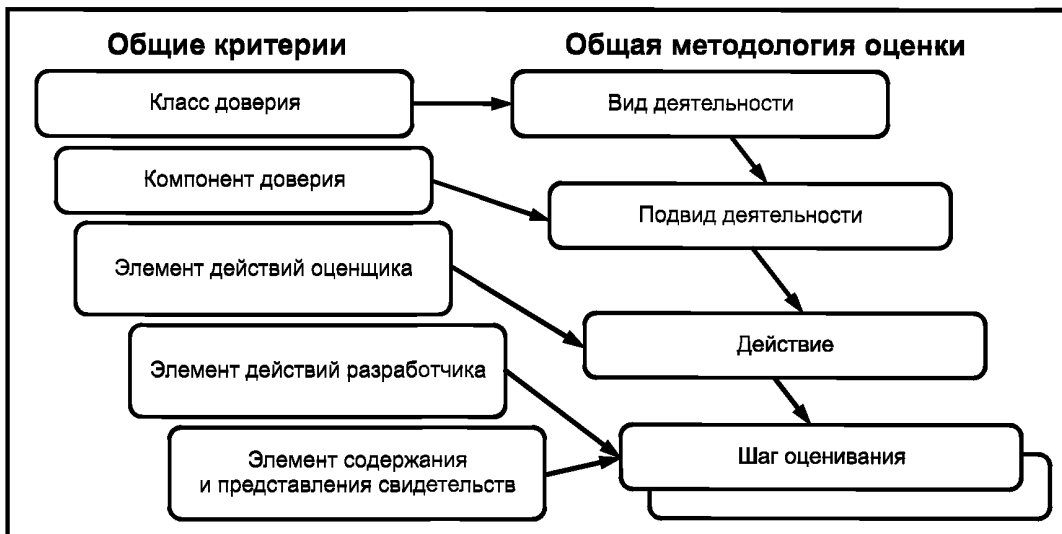 Общие критерии
Общая методология оценки
Класс доверия
Вид деятельности
Компонент доверия
Подвид деятельности
Элемент действий оценщика
Действие
Элемент действий разработчика
Шаг оценивания
Элемент содержания
и представления свидетельств